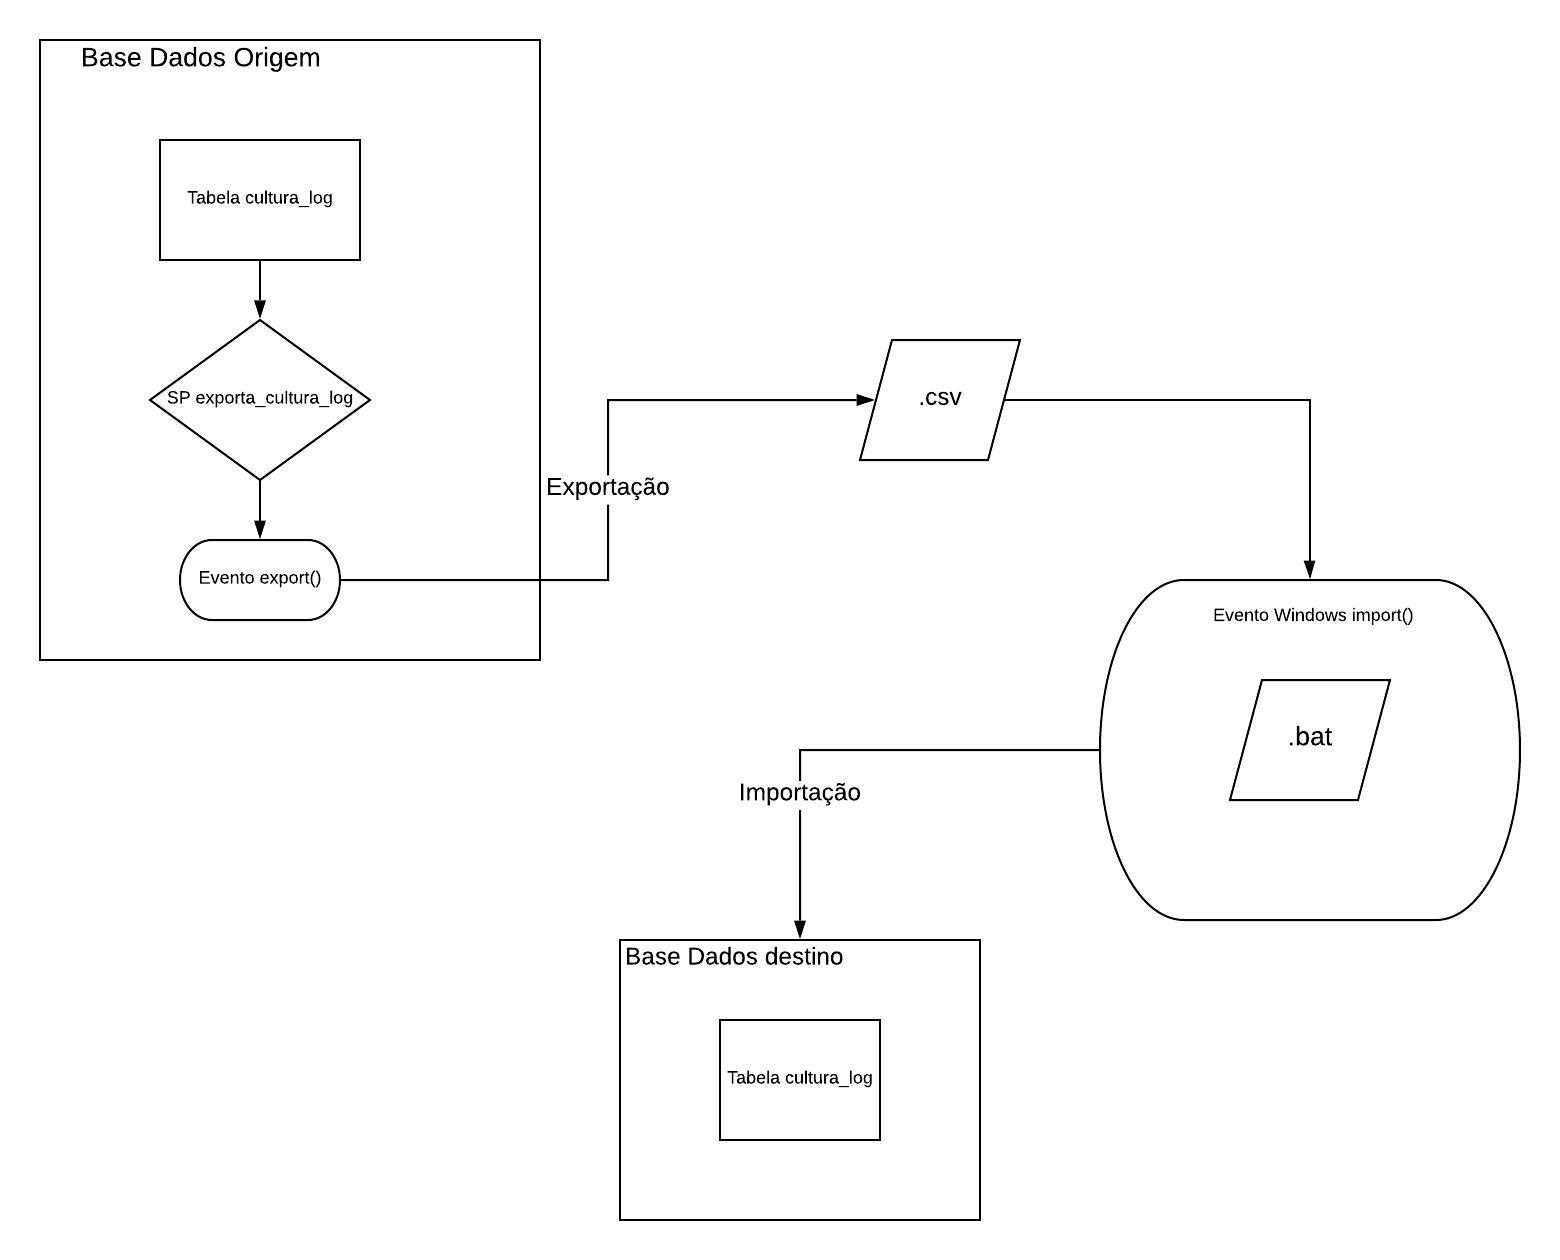 Base Dados Origem
Tabela cultura_log
SP exporta_cultura_log
Evento export()
Exportação
.csv
Evento Windows import()
.bat
Importação
Base Dados destino
Tabela cultura_log